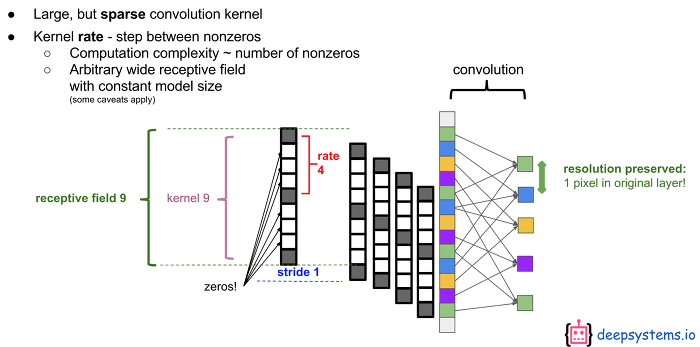 ● Large, but sparse convolution kernel
● Kernel rate - step between nonzeros
○ Computation complexity ~ number of nonzeros
○ Arbitrary wide receptive field
with constant model size
(some caveats apply)
convolution
receptive field 9
kernel 9
rate
4
stride 1
zeros!
resolution preserved:
1 pixel in original layer!
deepsystems.io